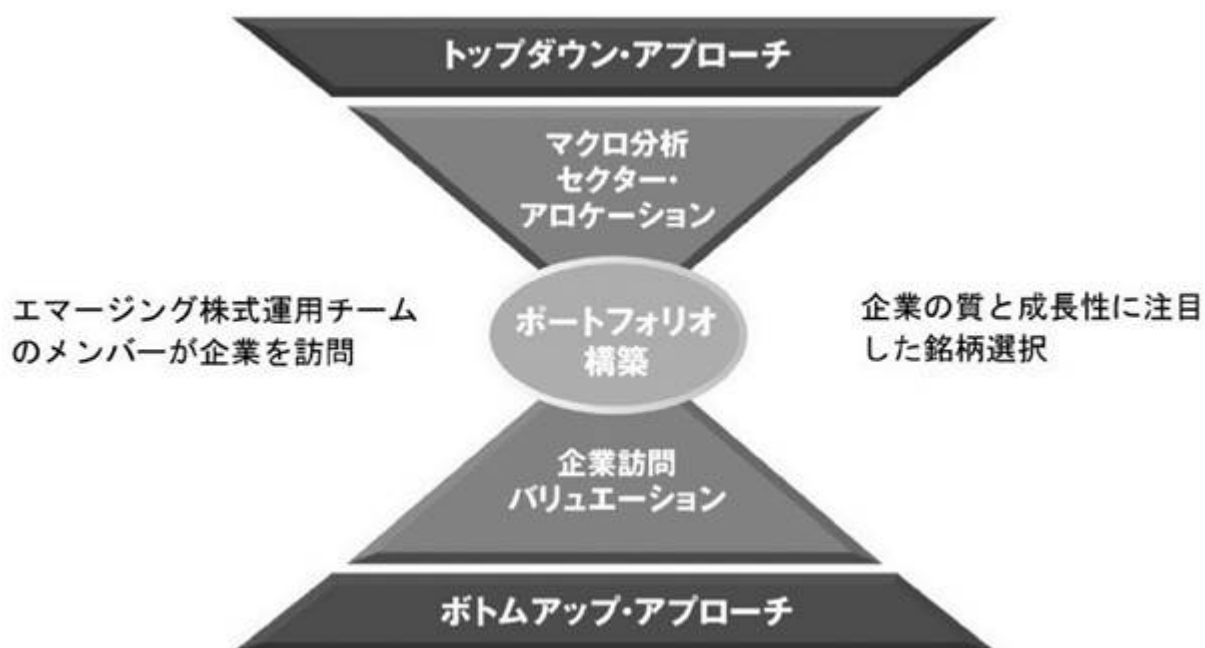 トップダウン・アプローチ
マクロ分析
セクター・
アロケーション
エマージング株式運用チーム
のメンバーが企業を訪問
ポートフォリオ
構築
企業の質と成長性に注目
した銘柄選択
企業訪問
バリュエーション
ボトムアップ・アプローチ